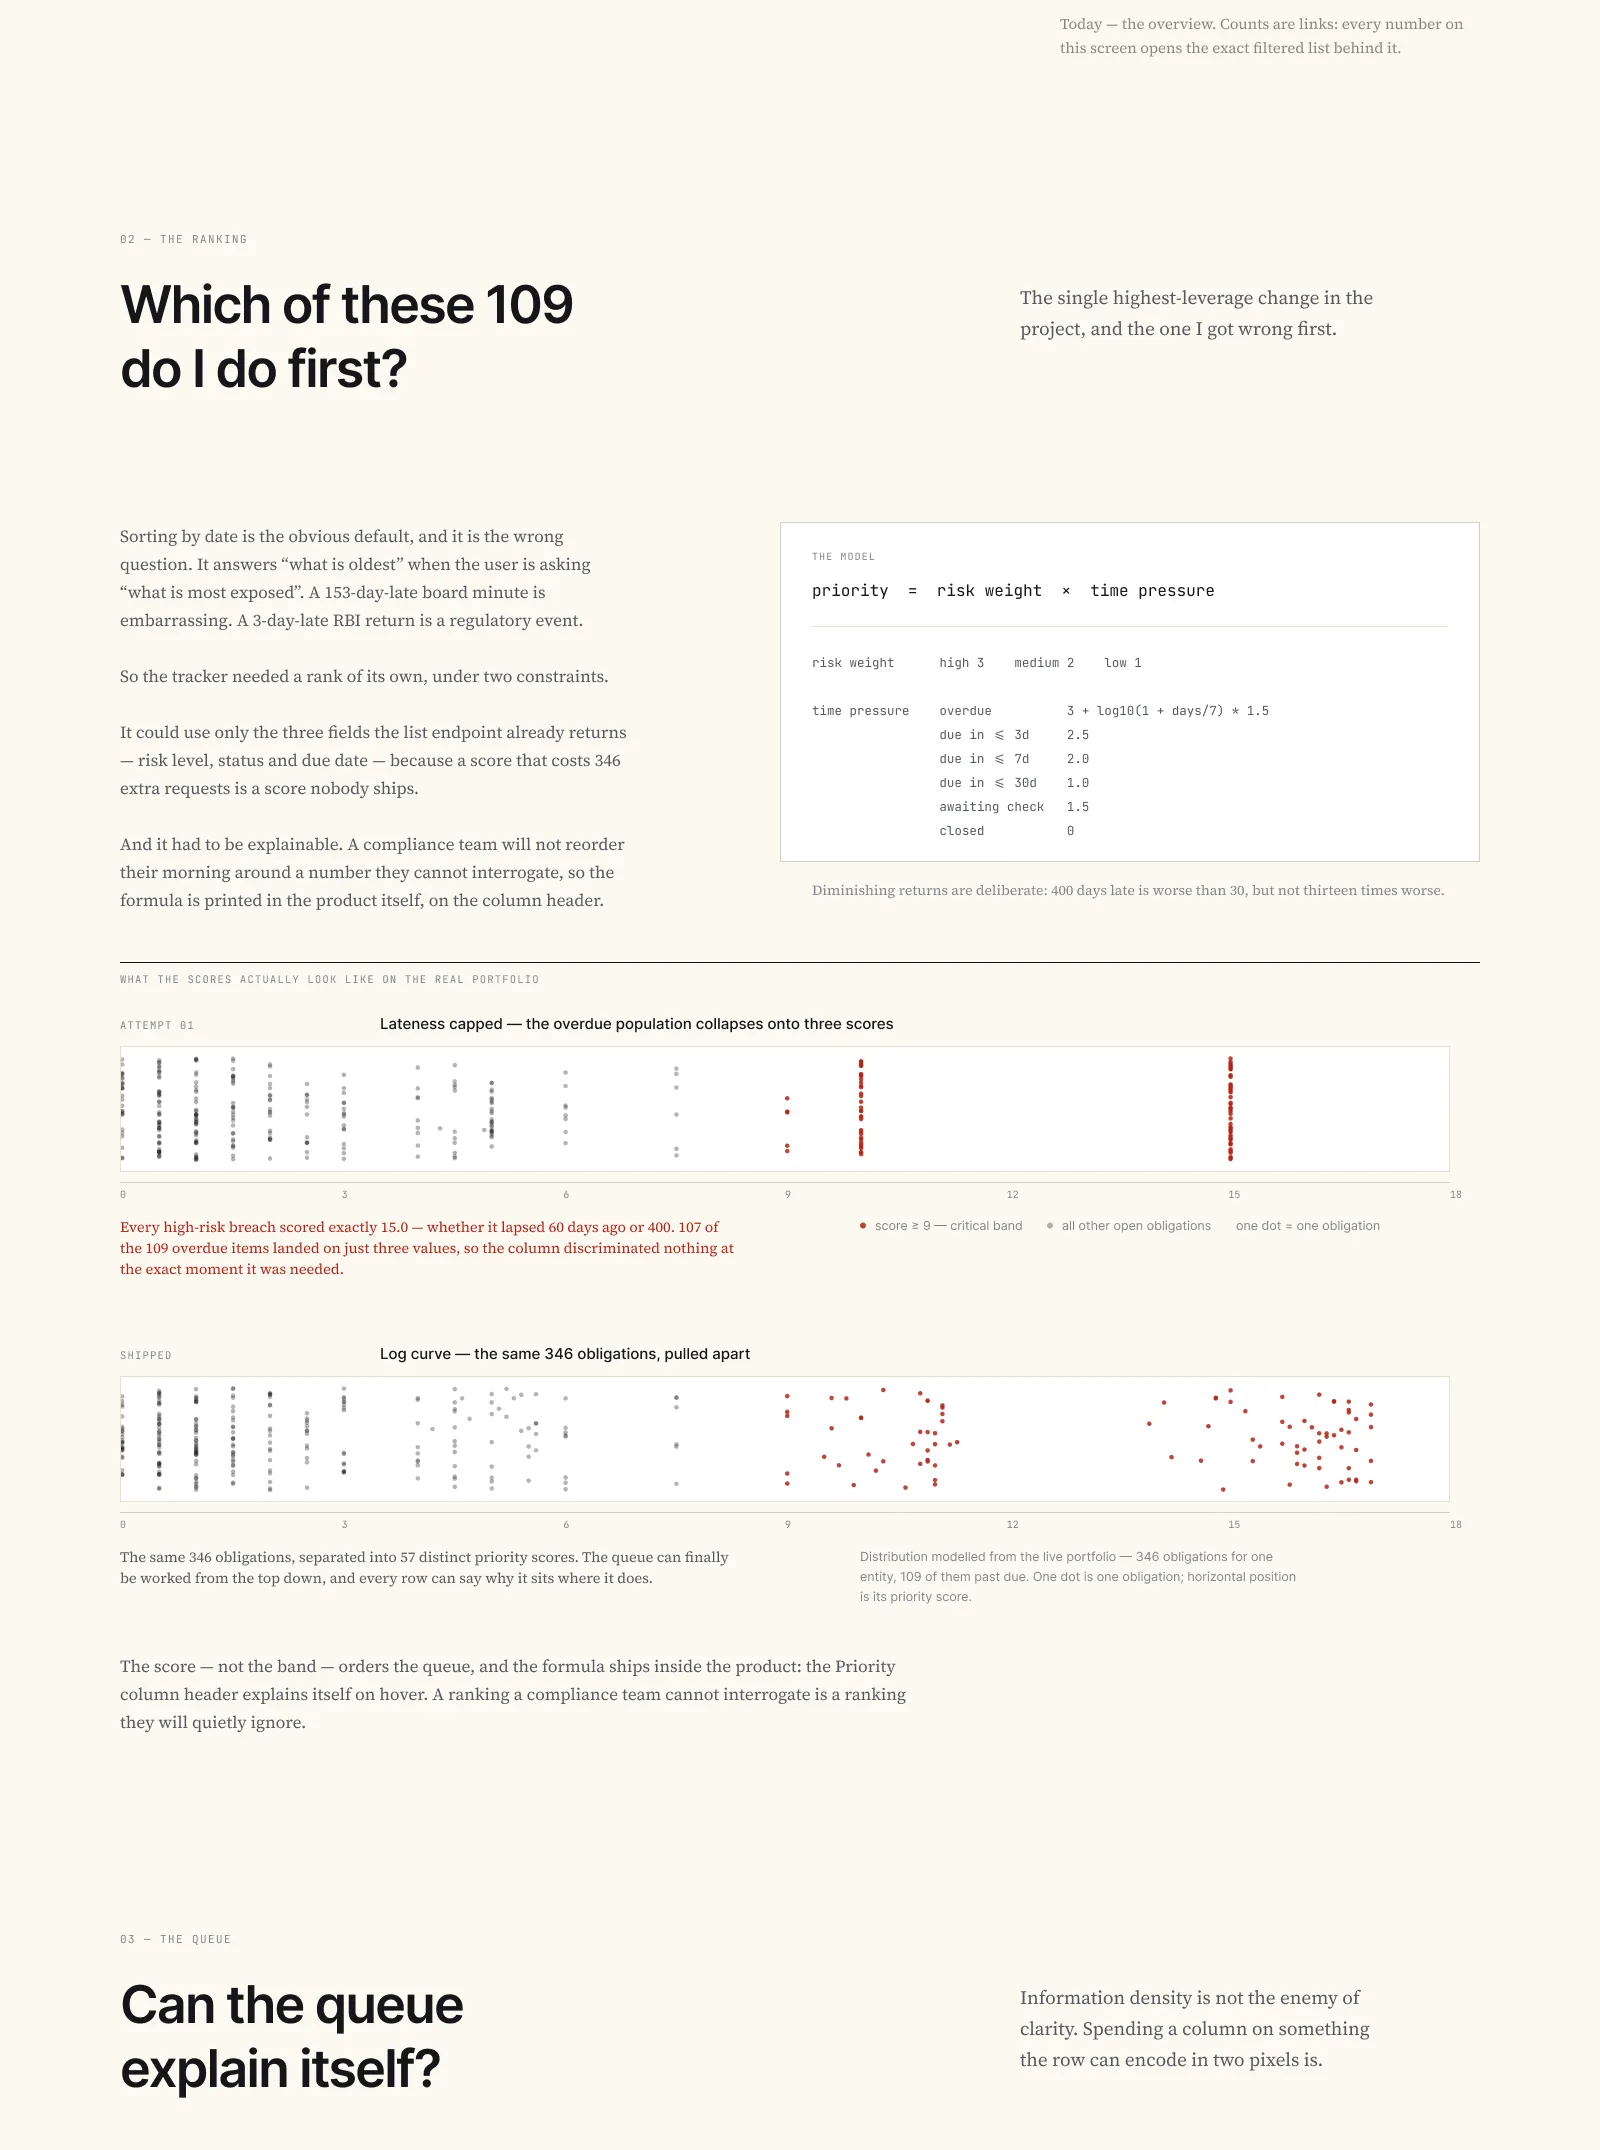 Today — the overview. Counts are links: every number on
this screen opens the exact filtered list behind it.
02 — THE RANKING
Which of these 109
do I do first?
The single highest-leverage change in the
project, and the one I got wrong first.
Sorting by date is the obvious default, and it is the wrong
question. It answers “what is oldest” when the user is asking
“what is most exposed”. A 153-day-late board minute is
embarrassing. A 3-day-late RBI return is a regulatory event.
So the tracker needed a rank of its own, under two constraints.
It could use only the three fields the list endpoint already returns
— risk level, status and due date — because a score that costs 346
extra requests is a score nobody ships.
And it had to be explainable. A compliance team will not reorder
their morning around a number they cannot interrogate, so the
formula is printed in the product itself, on the column header.
THE MODEL
priority = risk weight × time pressure
risk weight high 3 medium 2 low 1
time pressure overdue 3 + log10(1 + days/7) * 1.5
due in ⩽ 3d 2.5
due in ⩽ 7d 2.0
due in ⩽ 30d 1.0
awaiting check 1.5
closed 0
Diminishing returns are deliberate: 400 days late is worse than 30, but not thirteen times worse.
WHAT THE SCORES ACTUALLY LOOK LIKE ON THE REAL PORTFOLIO
ATTEMPT 01
Lateness capped — the overdue population collapses onto three scores
0 3 6 9 12 15 18
Every high-risk breach scored exactly 15.0 — whether it lapsed 60 days ago or 400. 107 of
the 109 overdue items landed on just three values, so the column discriminated nothing at
the exact moment it was needed.
score ≥ 9 — critical band all other open obligations one dot = one obligation
SHIPPED
Log curve — the same 346 obligations, pulled apart
0 3 6 9 12 15 18
The same 346 obligations, separated into 57 distinct priority scores. The queue can finally
be worked from the top down, and every row can say why it sits where it does.
Distribution modelled from the live portfolio — 346 obligations for one
entity, 109 of them past due. One dot is one obligation; horizontal position
is its priority score.
The score — not the band — orders the queue, and the formula ships inside the product: the Priority
column header explains itself on hover. A ranking a compliance team cannot interrogate is a ranking
they will quietly ignore.
03 — THE QUEUE
Can the queue
explain itself?
Information density is not the enemy of
clarity. Spending a column on something
the row can encode in two pixels is.